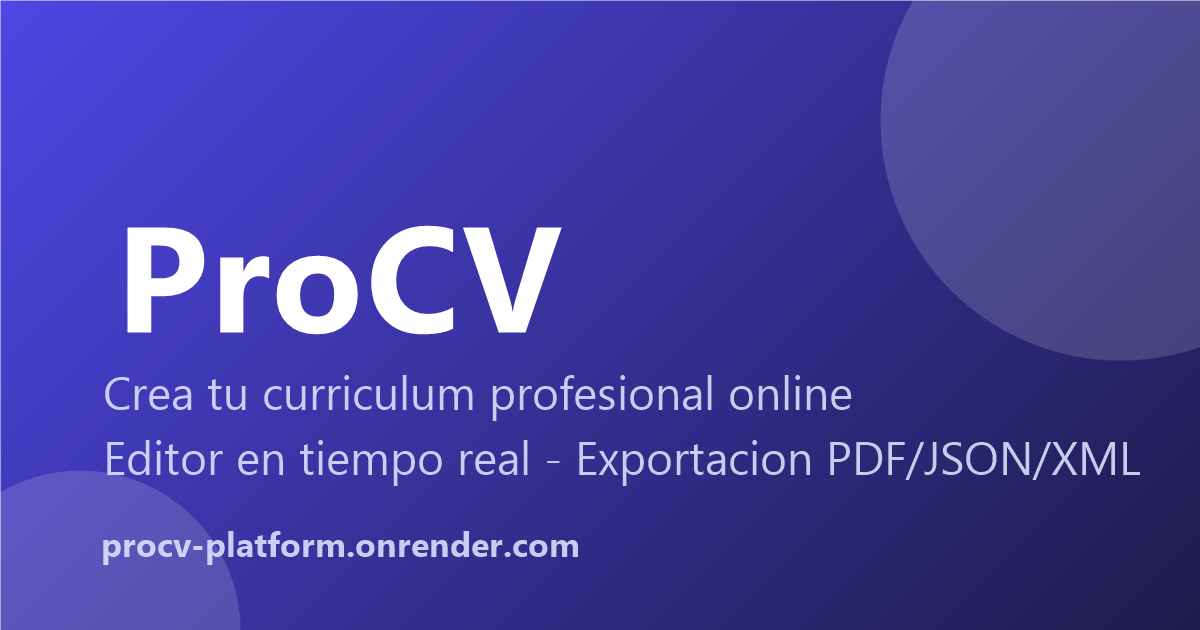 ProCV
Crea tu curriculum profesional online
Editor en tiempo real - Exportacion PDF/JSON/XML
procv-platform.onrender.com